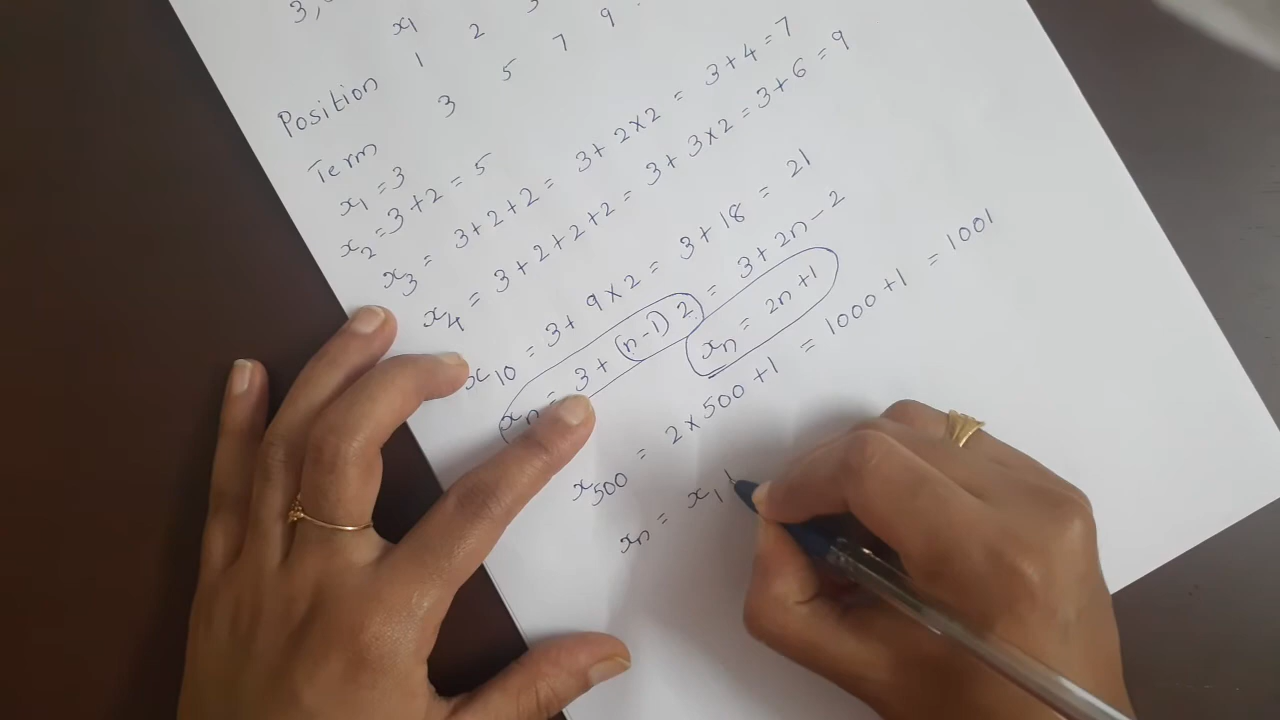 3,
x1 2 3
Position 1 2
Term 3 5 7 9
x₁ = 3
x₂ = 3+2 = 5
x₃ = 3+2+2 = 3+ 2×2 = 3+4 = 7
x₄ = 3+2+2+2 = 3+ 3×2 = 3+6 = 9
x₁₀ = 3+ 9×2 = 3+18 = 21
xₙ = 3+ (n-1) 2 = 3+2n-2
xₙ = 2n+1
x₅₀₀ = 2×500+1 = 1000+1 = 1001
xₙ = x₁